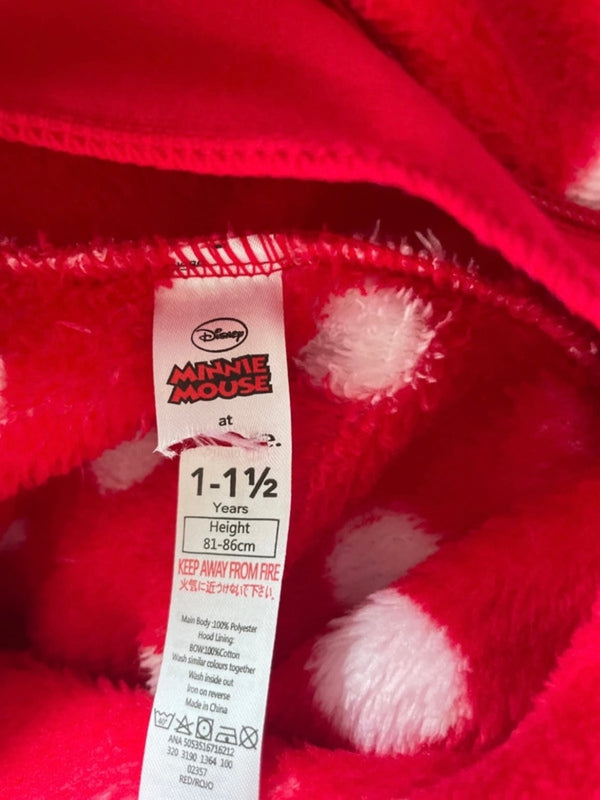 Disney
MINNIE
MOUSE
at
e.
1-1½
Years
Height
81-86cm
KEEP AWAY FROM FIRE
火気に近づけないで下さい。
Main Body :100% Polyester
Hood Lining:
BOW:100%Cotton
Wash similar colours together
Wash inside out
Iron on reverse
Made in China
40°
ANA 5053516716212
320 3190 1364 100
02357
RED/ROJO